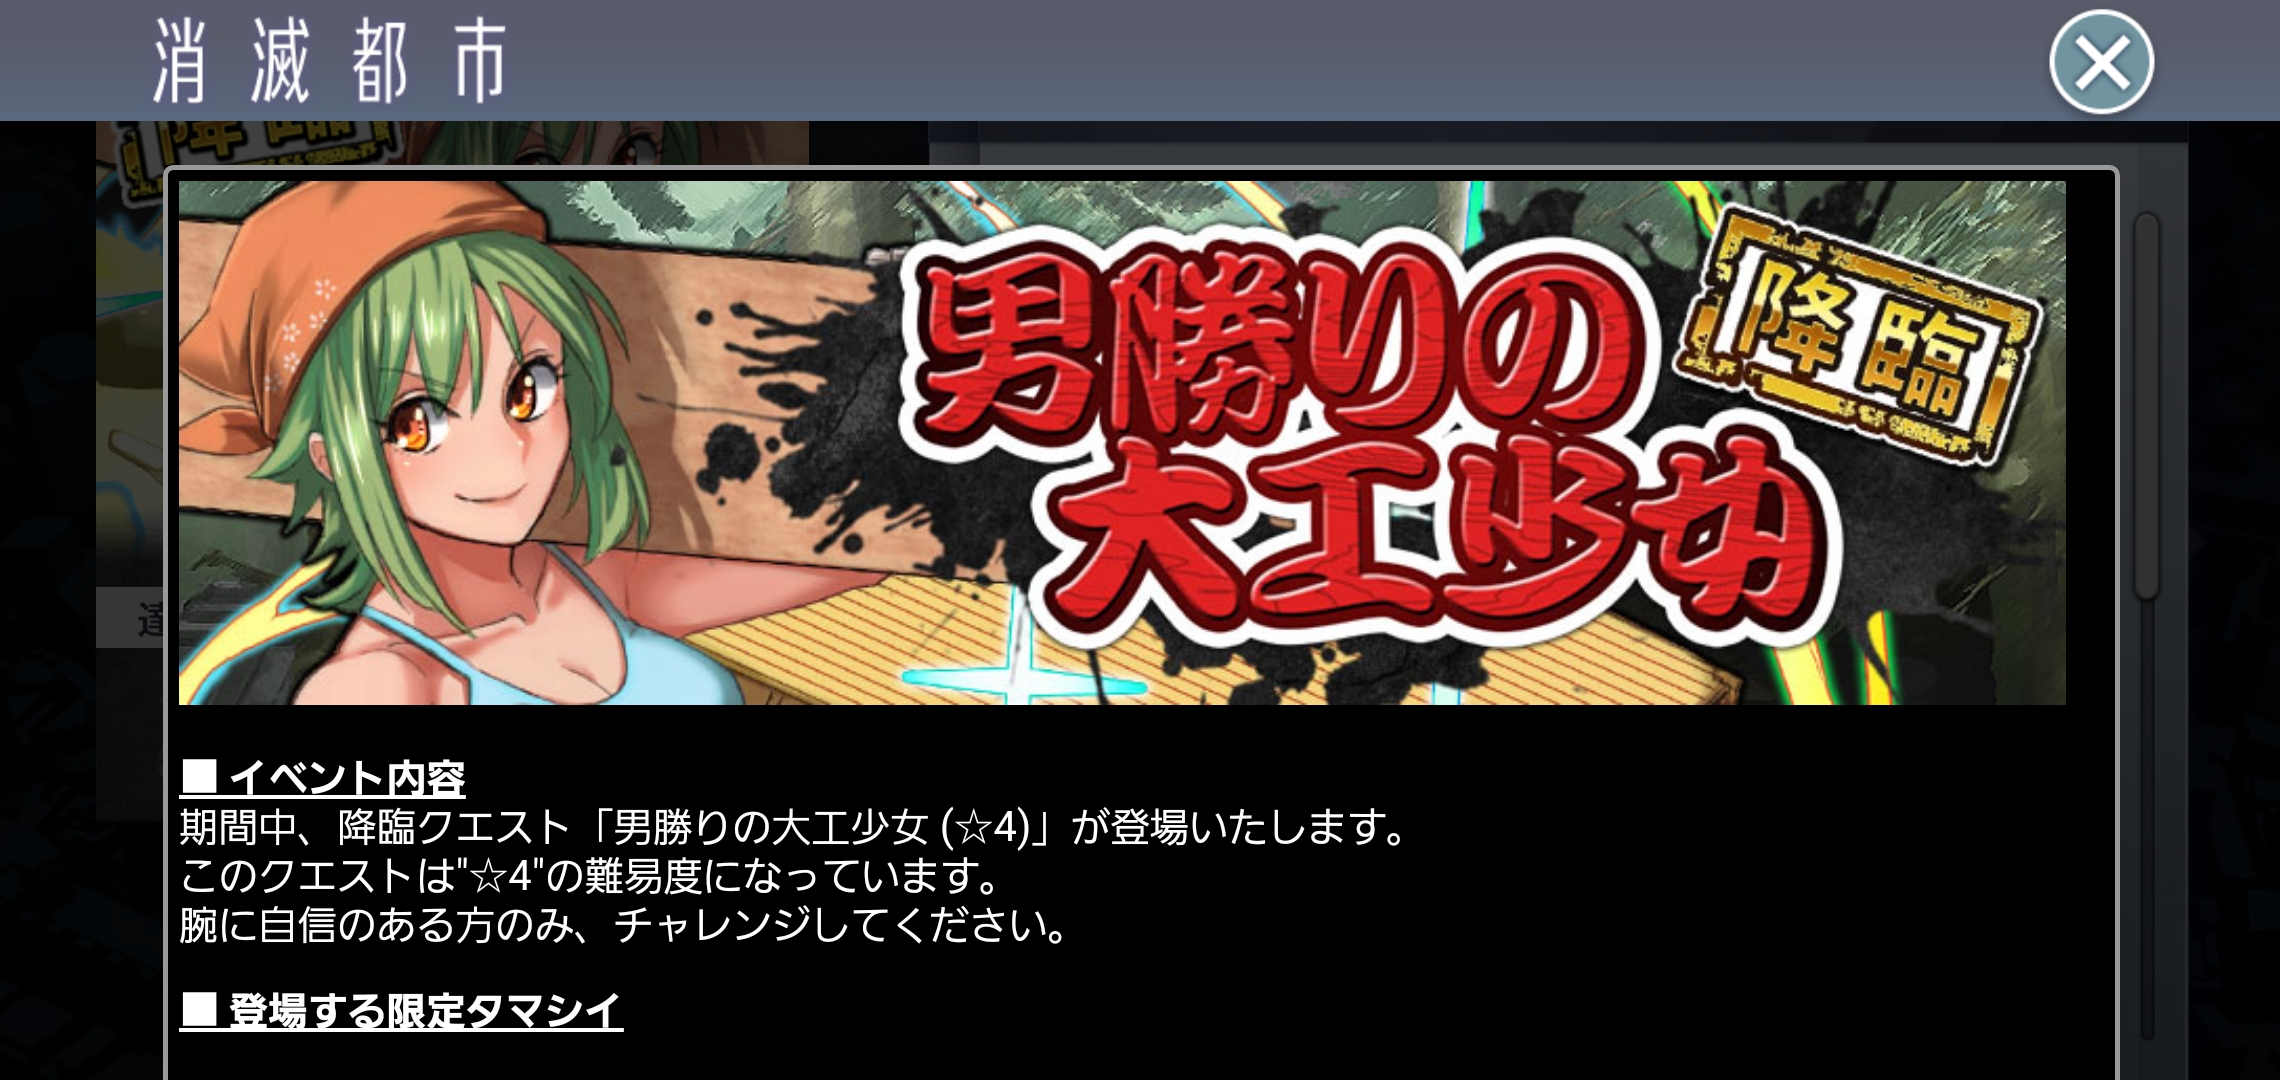 消滅都市
降臨
男勝りの
大工少女
降臨
■ イベント内容
期間中、降臨クエスト「男勝りの大工少女 (☆4)」が登場いたします。
このクエストは"☆4"の難易度になっています。
腕に自信のある方のみ、チャレンジしてください。
■ 登場する限定タマシイ